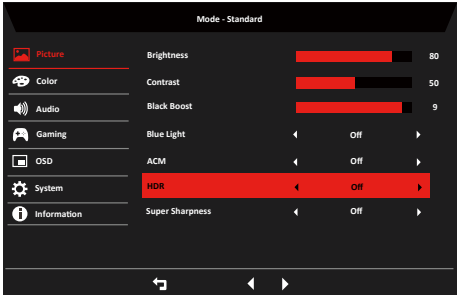 Mode - Standard
Picture
Brightness 80
Color
Contrast 50
Audio
Black Boost 9
Gaming
Blue Light Off
OSD
ACM Off
System
HDR Off
Information
Super Sharpness Off